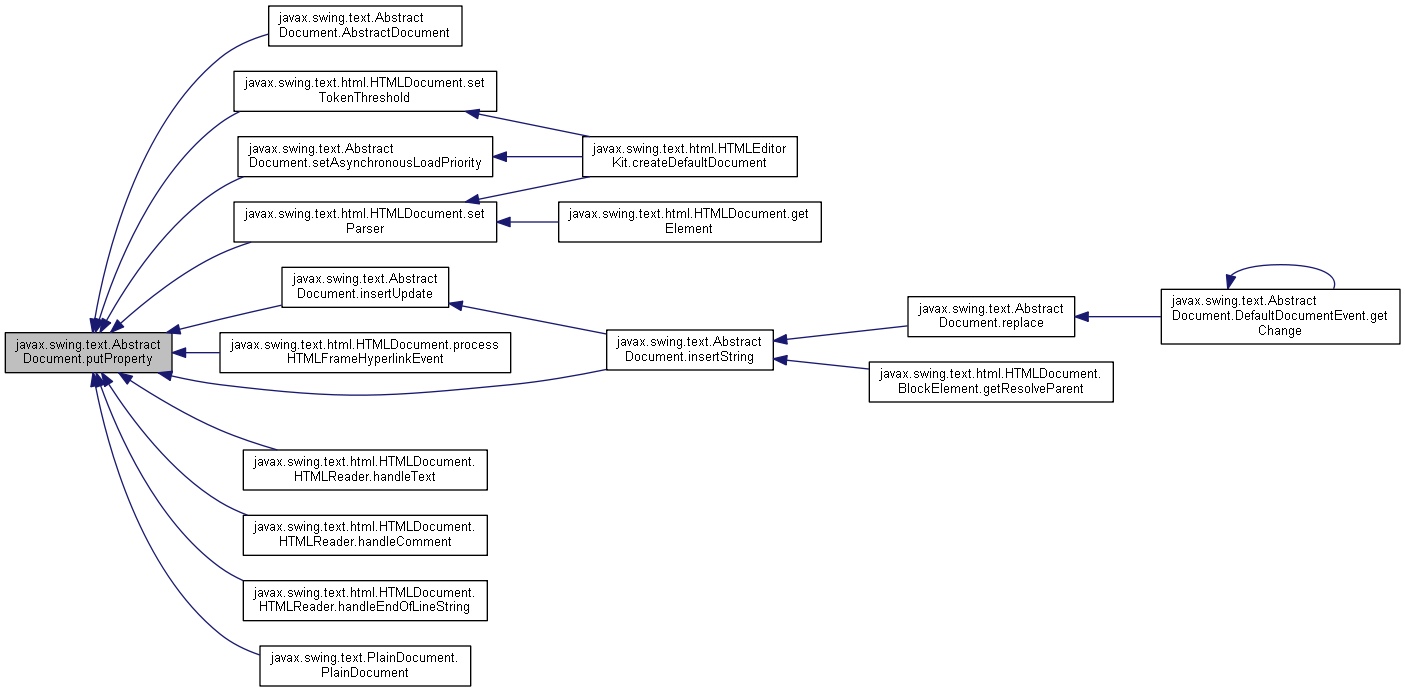 javax.swing.text.Abstract
Document.AbstractDocument
javax.swing.text.html.HTMLDocument.set
TokenThreshold
javax.swing.text.Abstract
Document.setAsynchronousLoadPriority
javax.swing.text.html.HTMLEditor
Kit.createDefaultDocument
javax.swing.text.html.HTMLDocument.set
Parser
javax.swing.text.html.HTMLDocument.get
Element
javax.swing.text.Abstract
Document.insertUpdate
javax.swing.text.Abstract
Document.replace
javax.swing.text.Abstract
Document.DefaultDocumentEvent.get
Change
javax.swing.text.Abstract
Document.putProperty
javax.swing.text.html.HTMLDocument.process
HTMLFrameHyperlinkEvent
javax.swing.text.Abstract
Document.insertString
javax.swing.text.html.HTMLDocument.
BlockElement.getResolveParent
javax.swing.text.html.HTMLDocument.
HTMLReader.handleText
javax.swing.text.html.HTMLDocument.
HTMLReader.handleComment
javax.swing.text.html.HTMLDocument.
HTMLReader.handleEndOfLineString
javax.swing.text.PlainDocument.
PlainDocument